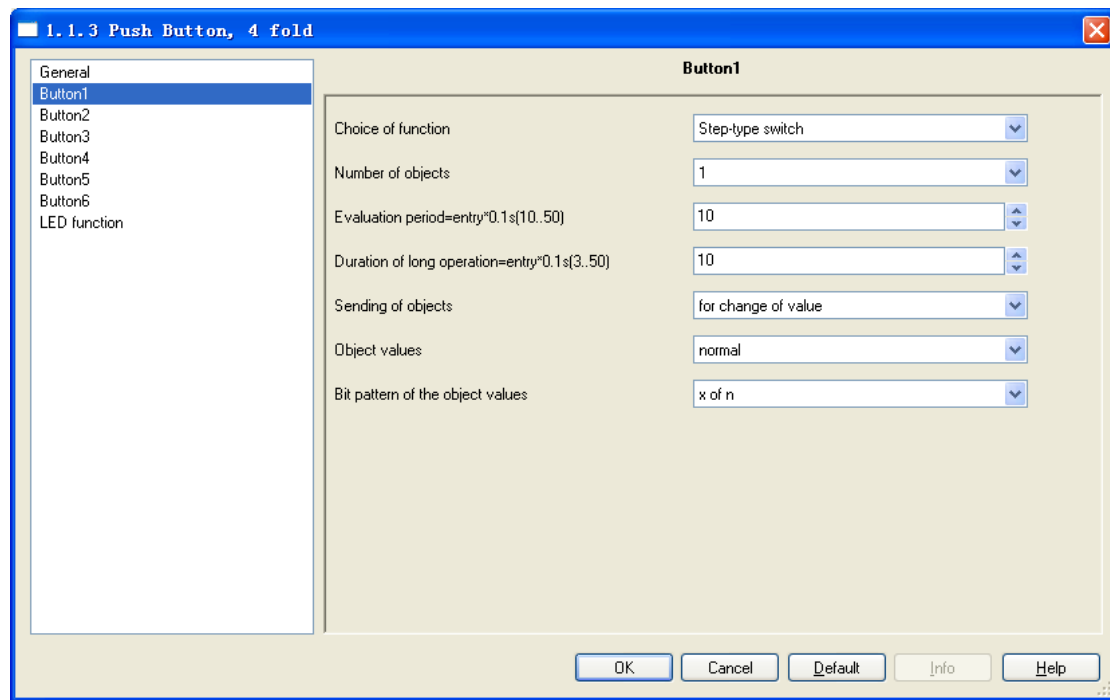 1.1.3 Push Button, 4 fold
General
Button1
Button2
Button3
Button4
Button5
Button6
LED function
Button1
Choice of function Step-type switch
Number of objects 1
Evaluation period=entry*0.1s(10..50) 10
Duration of long operation=entry*0.1s(3..50) 10
Sending of objects for change of value
Object values normal
Bit pattern of the object values x of n
OK Cancel Default Info Help